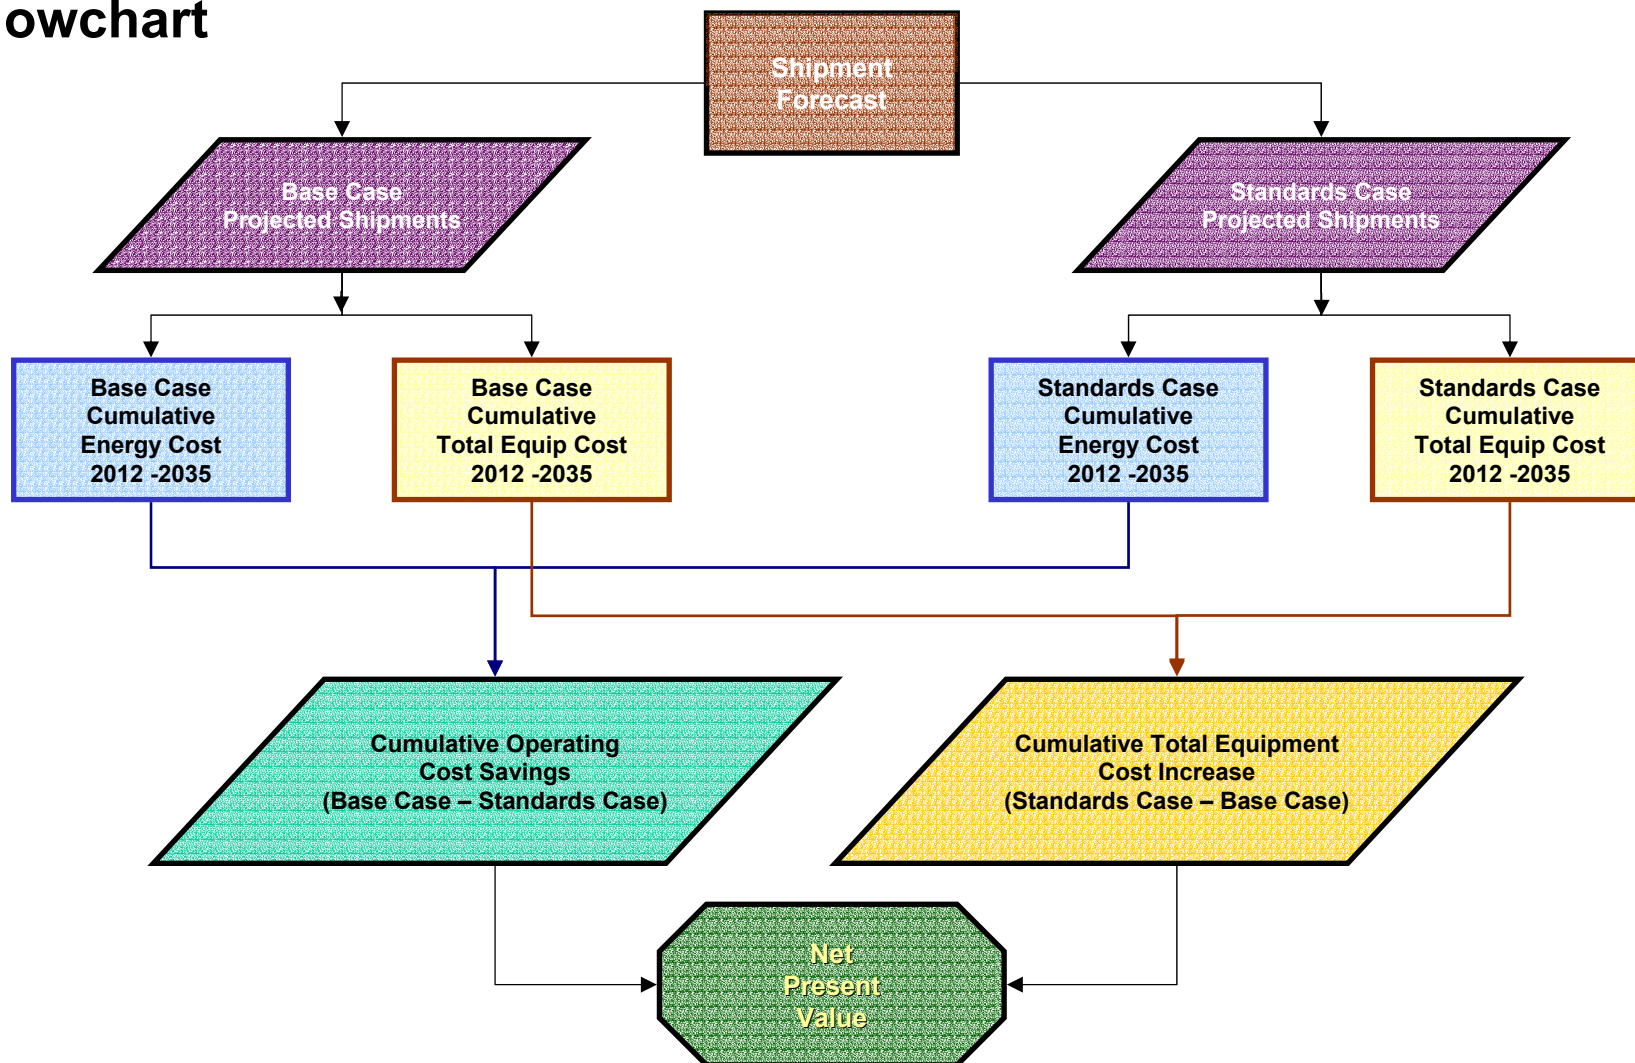 owchart
Shipment
Forecast
Base Case
Projected Shipments
Standards Case
Projected Shipments
Base Case
Cumulative
Energy Cost
2012 -2035
Base Case
Cumulative
Total Equip Cost
2012 -2035
Standards Case
Cumulative
Energy Cost
2012 -2035
Standards Case
Cumulative
Total Equip Cost
2012 -2035
Cumulative Operating
Cost Savings
(Base Case – Standards Case)
Cumulative Total Equipment
Cost Increase
(Standards Case – Base Case)
Net
Present
Value